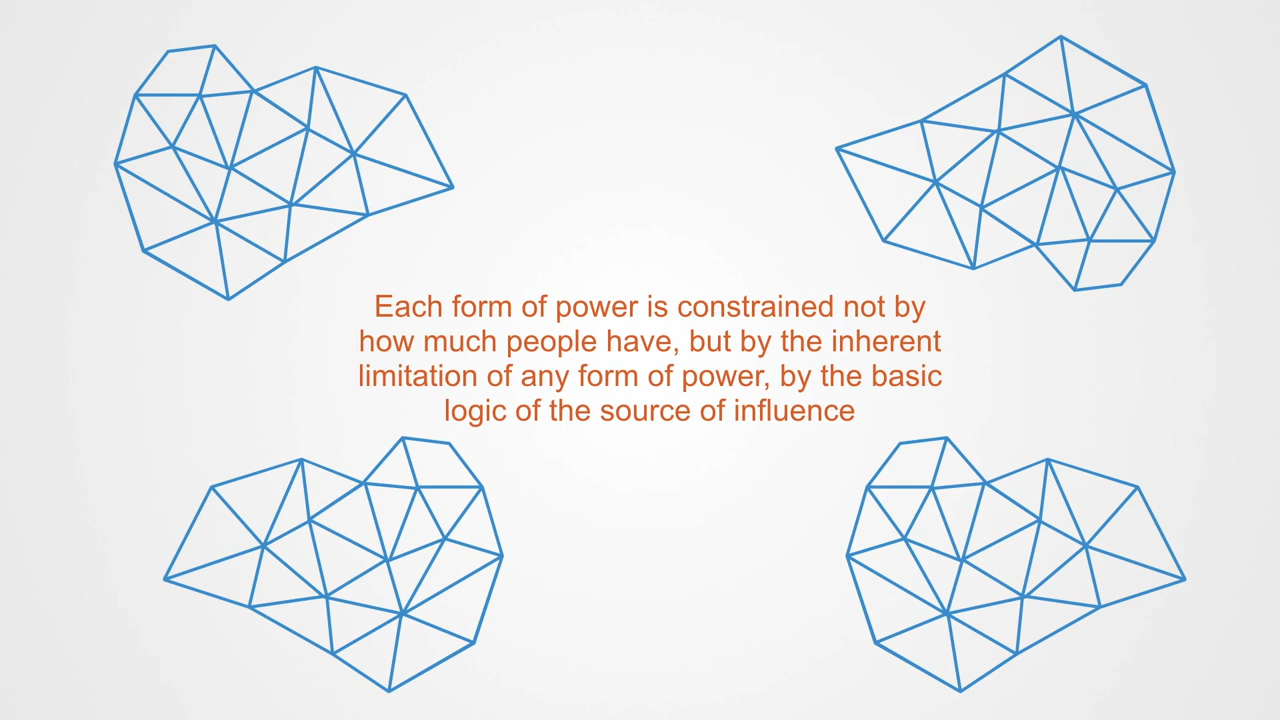 Each form of power is constrained not by
how much people have, but by the inherent
limitation of any form of power, by the basic
logic of the source of influence